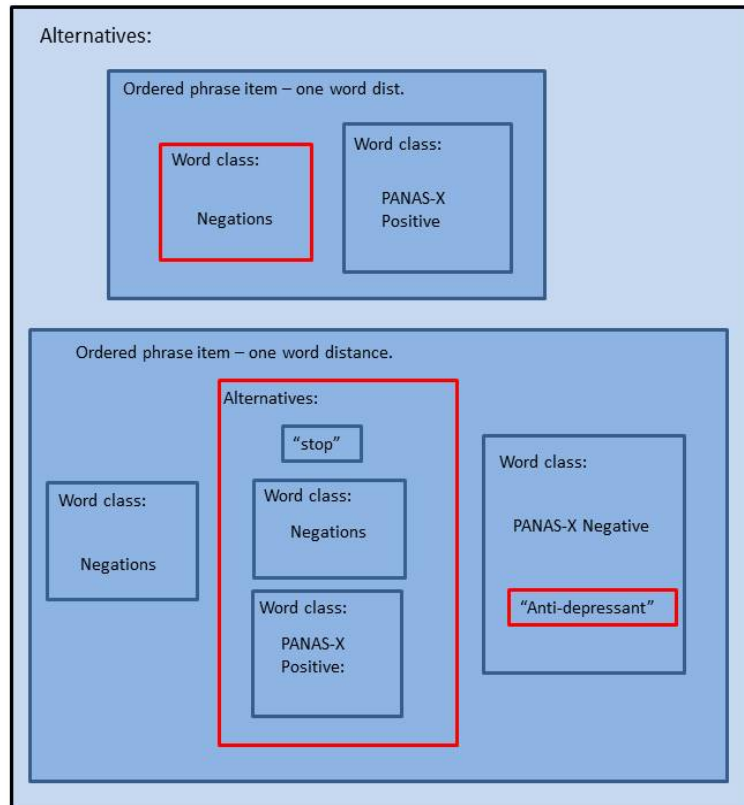 Alternatives:
Ordered phrase item – one word dist.
Word class:
Negations
Word class:
PANAS-X
Positive
Ordered phrase item – one word distance.
Word class:
Negations
Alternatives:
“stop”
Word class:
Negations
Word class:
PANAS-X
Positive:
Word class:
PANAS-X Negative
“Anti-depressant”